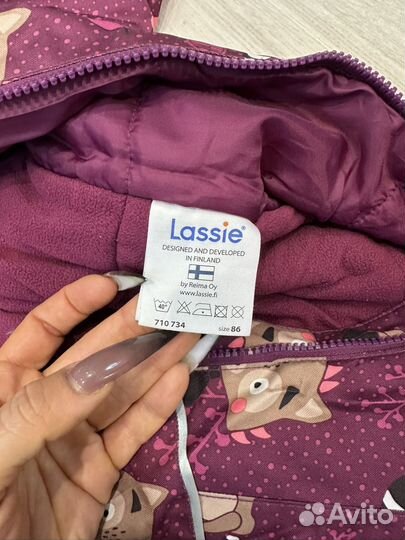 Lassie®
DESIGNED AND DEVELOPED
IN FINLAND
by Reima Oy
www.lassie.fi
40°
710 734 size 86
Avito